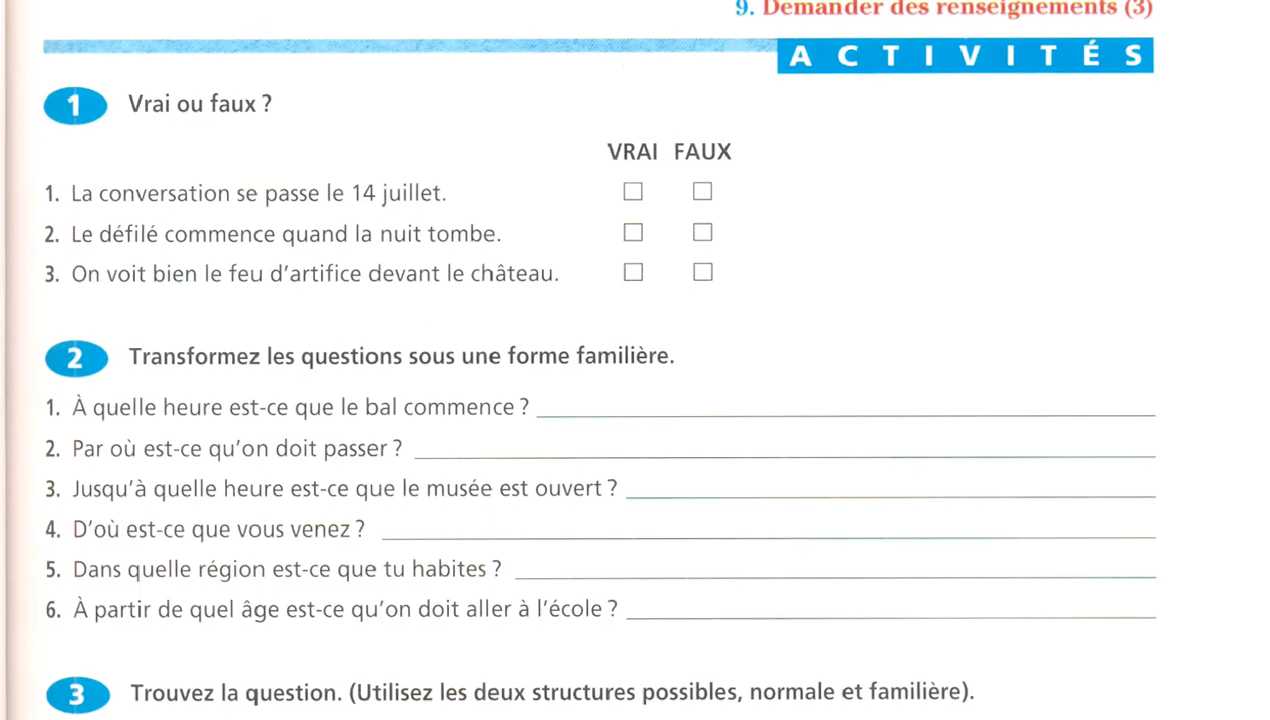 9. Demander des renseignements (3)
ACTIVITÉS
1 Vrai ou faux ?
VRAI FAUX
1. La conversation se passe le 14 juillet.
2. Le défilé commence quand la nuit tombe.
3. On voit bien le feu d'artifice devant le château.
2 Transformez les questions sous une forme familière.
1. À quelle heure est-ce que le bal commence ?
2. Par où est-ce qu'on doit passer ?
3. Jusqu'à quelle heure est-ce que le musée est ouvert ?
4. D'où est-ce que vous venez ?
5. Dans quelle région est-ce que tu habites ?
6. À partir de quel âge est-ce qu'on doit aller à l'école ?
3 Trouvez la question. (Utilisez les deux structures possibles, normale et familière).